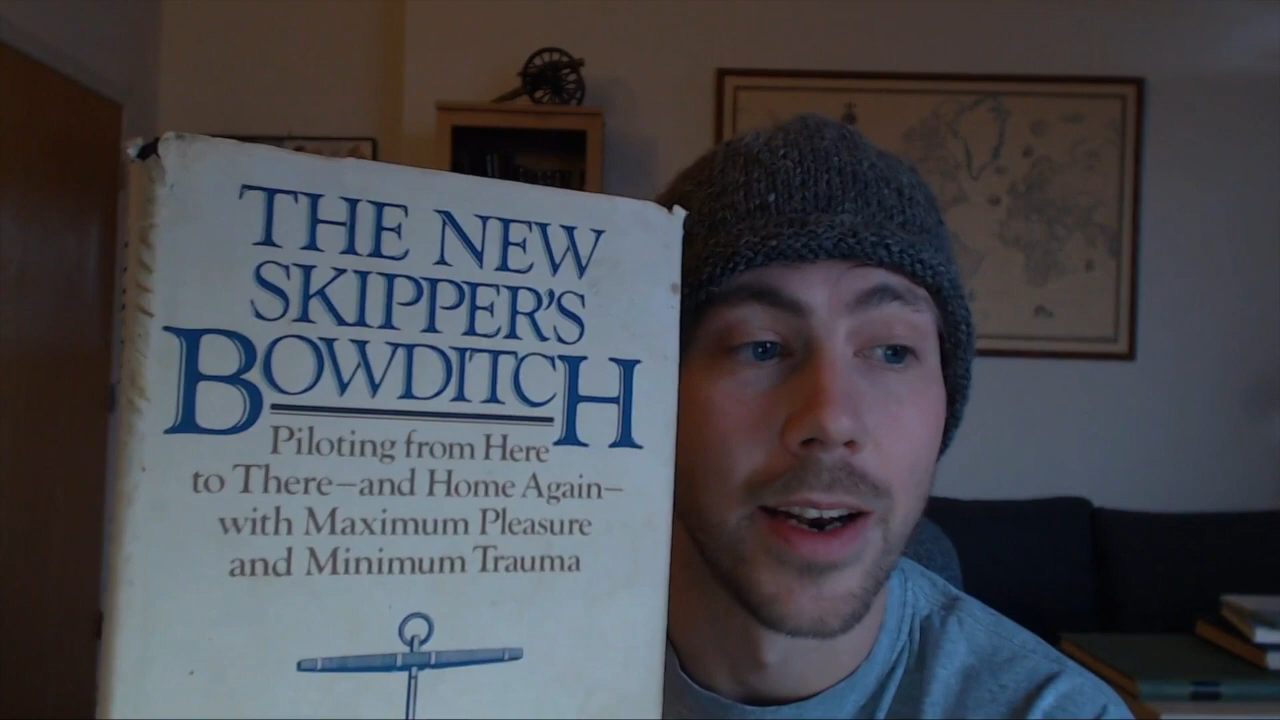 THE NEW
SKIPPER'S
BOWDITCH
Piloting from Here
to There—and Home Again—
with Maximum Pleasure
and Minimum Trauma